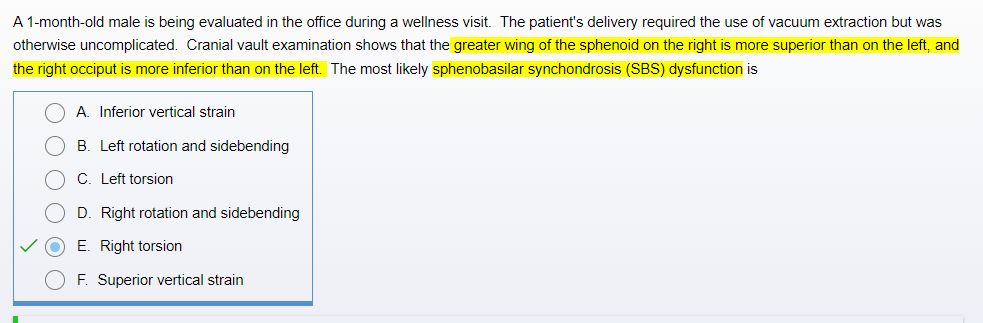 A 1-month-old male is being evaluated in the office during a wellness visit.  The patient's delivery required the use of vacuum extraction but was
otherwise uncomplicated.  Cranial vault examination shows that the greater wing of the sphenoid on the right is more superior than on the left, and
the right occiput is more inferior than on the left.  The most likely sphenobasilar synchondrosis (SBS) dysfunction is
A.  Inferior vertical strain
B.  Left rotation and sidebending
C.  Left torsion
D.  Right rotation and sidebending
E.  Right torsion
F.  Superior vertical strain